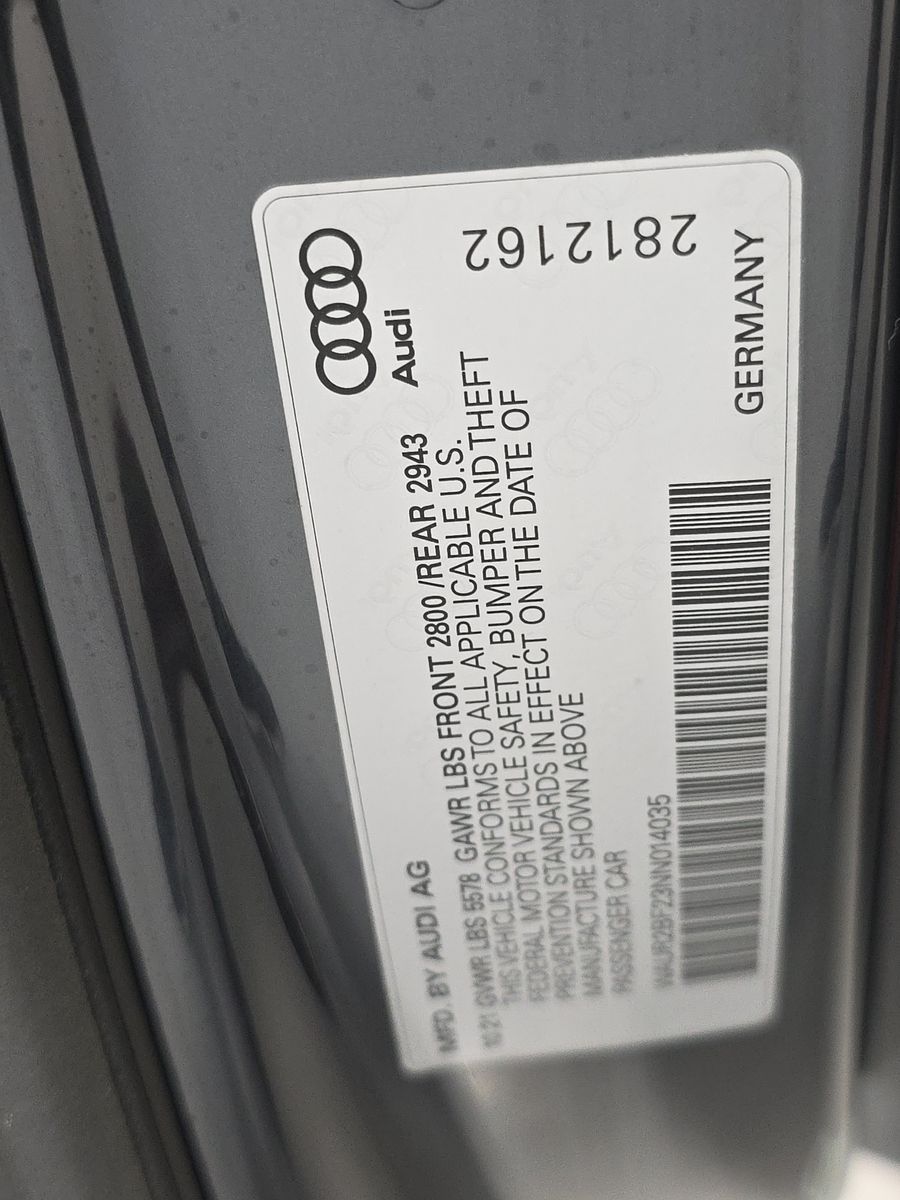 Audi
2812162
MFD. BY AUDI AG
10.21 GVWR LBS 5578 GAWR LBS FRONT 2800 /REAR 2943
THIS VEHICLE CONFORMS TO ALL APPLICABLE U.S.
FEDERAL MOTOR VEHICLE SAFETY, BUMPER AND THEFT
PREVENTION STANDARDS IN EFFECT ON THE DATE OF
MANUFACTURE SHOWN ABOVE
PASSENGER CAR
WAUR2BF23NN014035
GERMANY